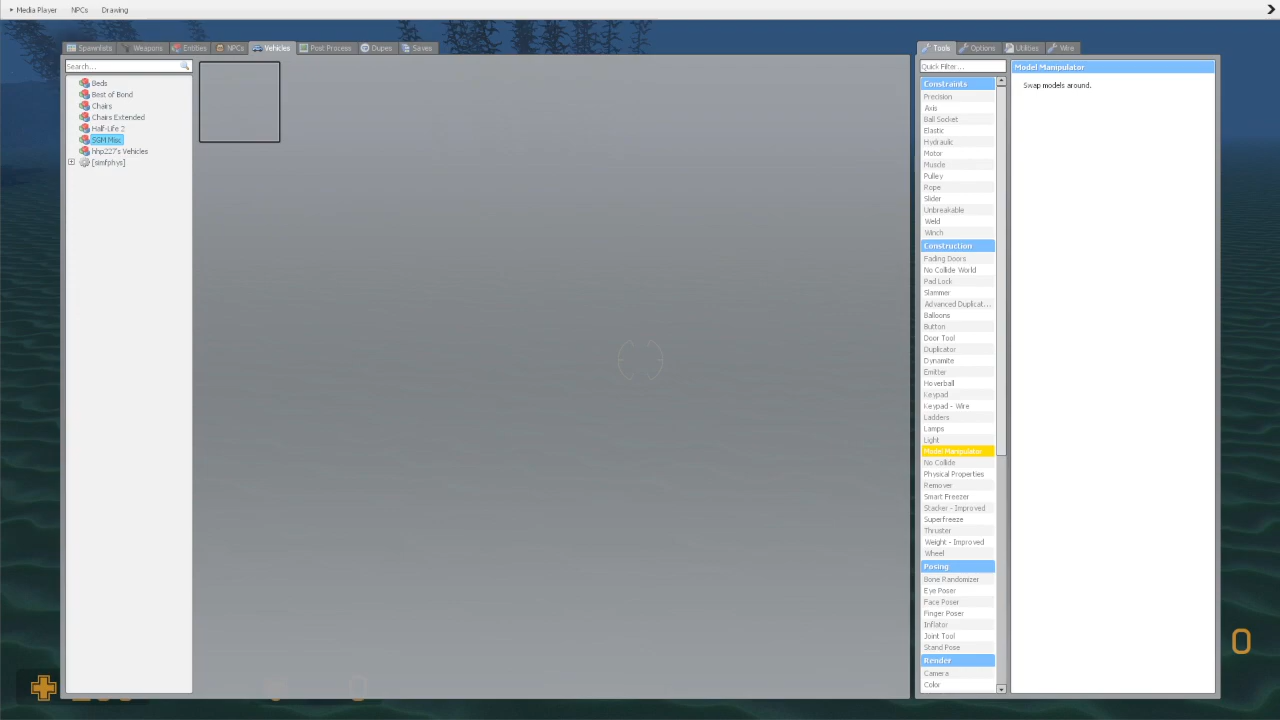 Media Player NPCs Drawing
Spawnlists Weapons Entities NPCs Vehicles Post Process Dupes Saves
Search...
Beds
Best of Bond
Chairs
Chairs Extended
Half-Life 2
SGM Misc
hhp227's Vehicles
[simfphys]
Tools Options Utilities Wire
Quick Filter...
Constraints
Precision
Axis
Ball Socket
Elastic
Hydraulic
Motor
Muscle
Pulley
Rope
Slider
Unbreakable
Weld
Winch
Construction
Fading Doors
No Collide World
Pad Lock
Slammer
Advanced Duplicat...
Balloons
Button
Door Tool
Duplicator
Dynamite
Emitter
Hoverball
Keypad
Keypad - Wire
Ladders
Lamps
Light
Model Manipulator
No Collide
Physical Properties
Remover
Smart Freezer
Stacker - Improved
Superfreeze
Thruster
Weight - Improved
Wheel
Posing
Bone Randomizer
Eye Poser
Face Poser
Finger Poser
Inflator
Joint Tool
Stand Pose
Render
Camera
Color
Model Manipulator
Swap models around.
0